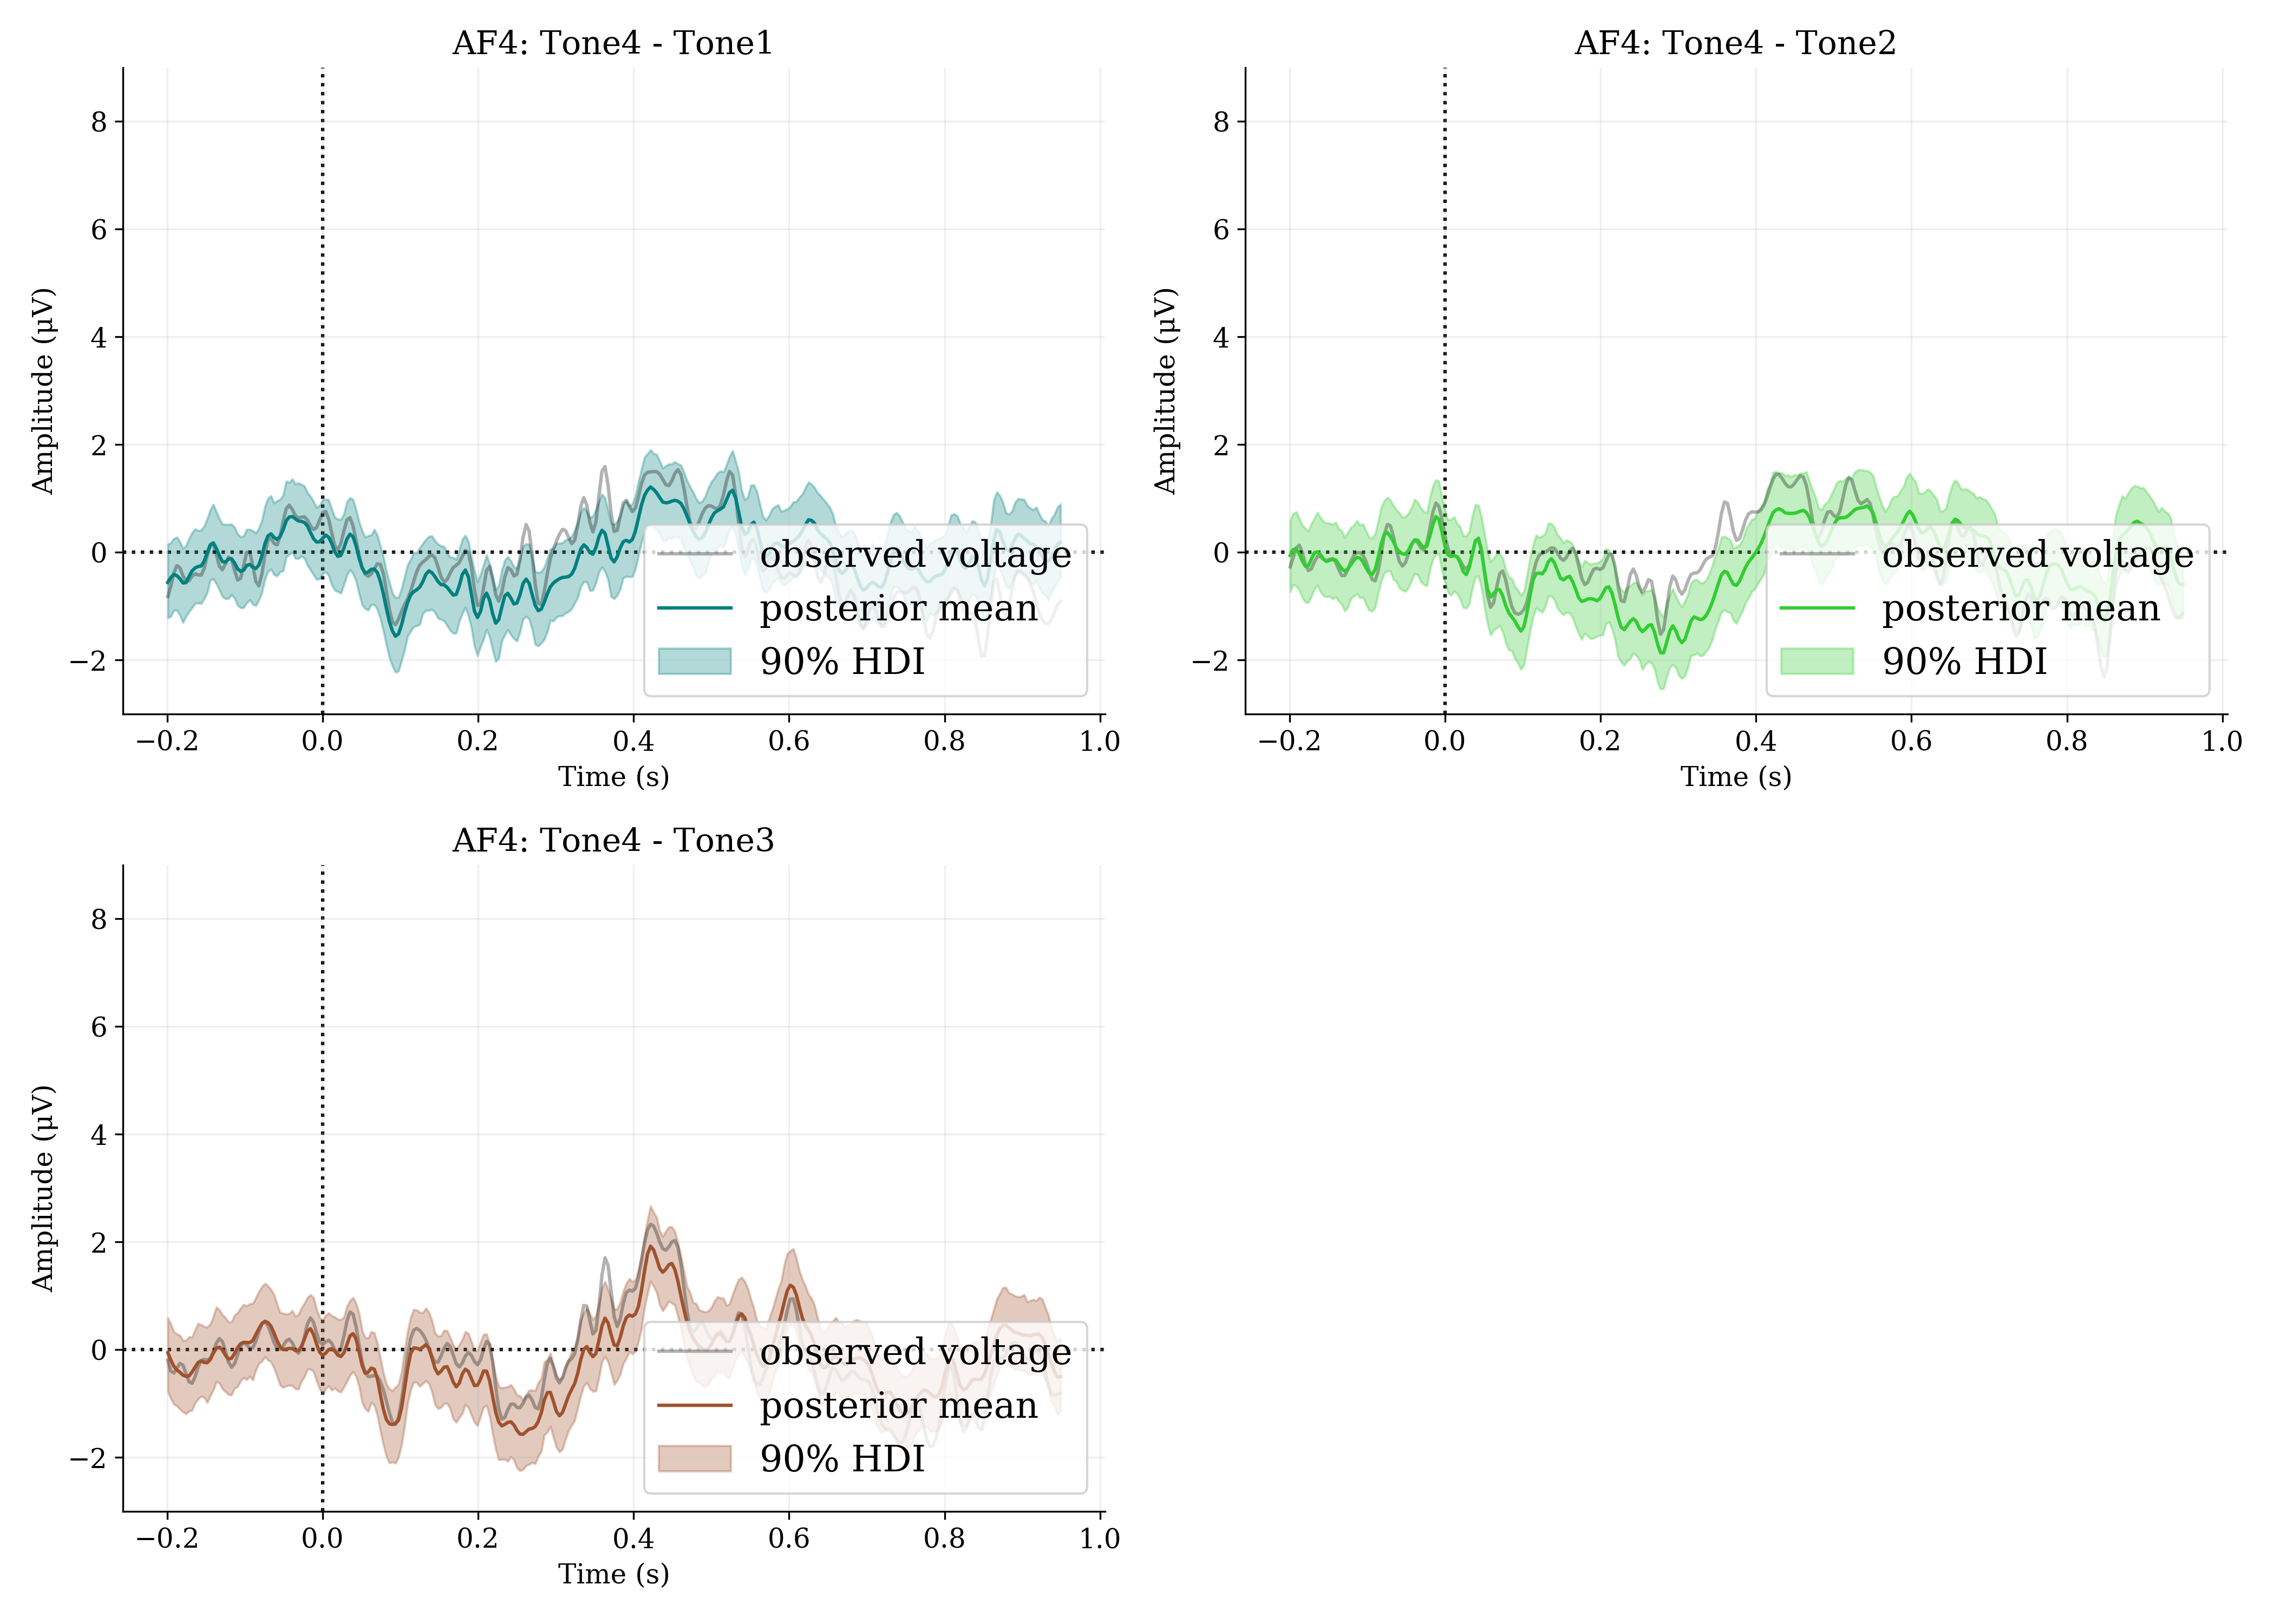 AF4: Tone4 - Tone1
Amplitude (µV)
8
6
4
2
0
−2
observed voltage
posterior mean
90% HDI
−0.2 0.0 0.2 0.4 0.6 0.8 1.0
Time (s)
AF4: Tone4 - Tone2
Amplitude (µV)
8
6
4
2
0
−2
observed voltage
posterior mean
90% HDI
−0.2 0.0 0.2 0.4 0.6 0.8 1.0
Time (s)
AF4: Tone4 - Tone3
Amplitude (µV)
8
6
4
2
0
−2
observed voltage
posterior mean
90% HDI
−0.2 0.0 0.2 0.4 0.6 0.8 1.0
Time (s)